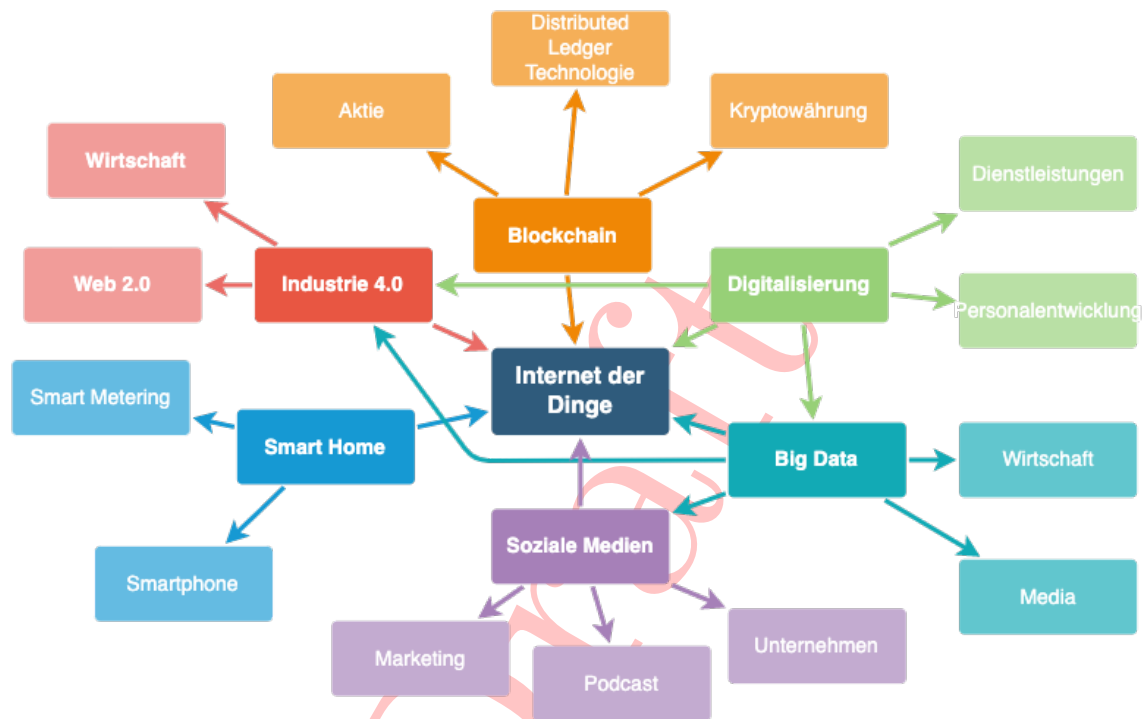 Distributed
Ledger
Technologie
Aktie
Kryptowährung
Wirtschaft
Dienstleistungen
Blockchain
Web 2.0
Industrie 4.0
Digitalisierung
Personalentwicklung
Internet der
Dinge
Smart Metering
Smart Home
Big Data
Wirtschaft
Soziale Medien
Smartphone
Media
Marketing
Podcast
Unternehmen